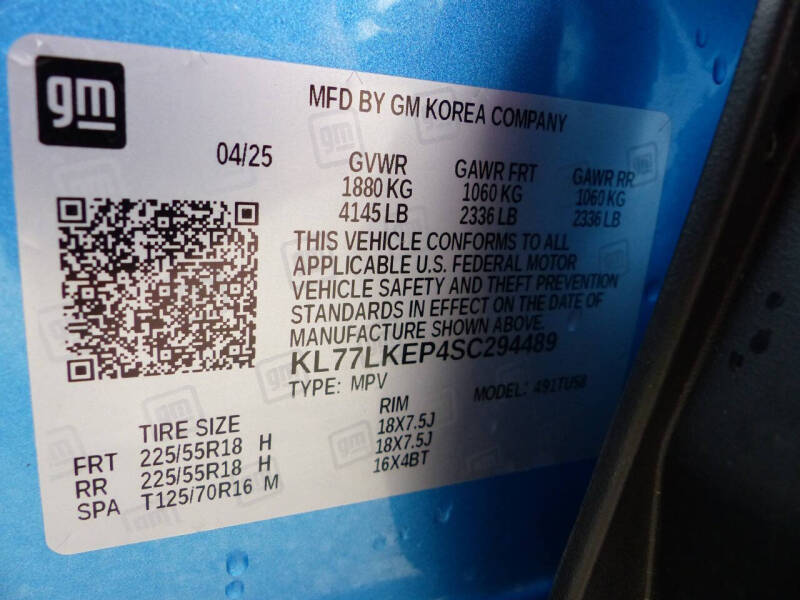 gm
MFD BY GM KOREA COMPANY
04/25
GVWR GAWR FRT GAWR RR
1880 KG 1060 KG 1060 KG
4145 LB 2336 LB 2336 LB
THIS VEHICLE CONFORMS TO ALL
APPLICABLE U.S. FEDERAL MOTOR
VEHICLE SAFETY AND THEFT PREVENTION
STANDARDS IN EFFECT ON THE DATE OF
MANUFACTURE SHOWN ABOVE.
KL77LKEP4SC294489
TYPE: MPV MODEL:
TIRE SIZE RIM
FRT 225/55R18 H 18X7.5J
RR 225/55R18 H 18X7.5J
SPA T125/70R16 M 16X4BT